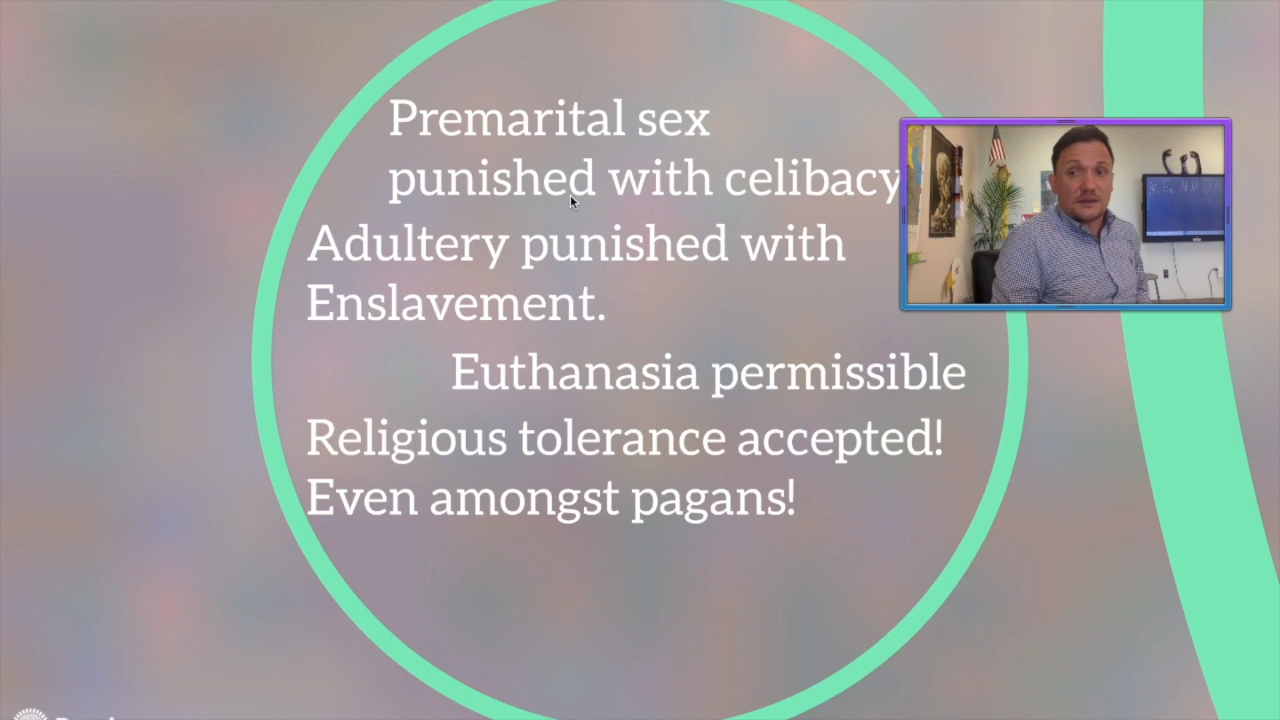 Premarital sex
punished with celibacy
Adultery punished with
Enslavement.
Euthanasia permissible
Religious tolerance accepted!
Even amongst pagans!